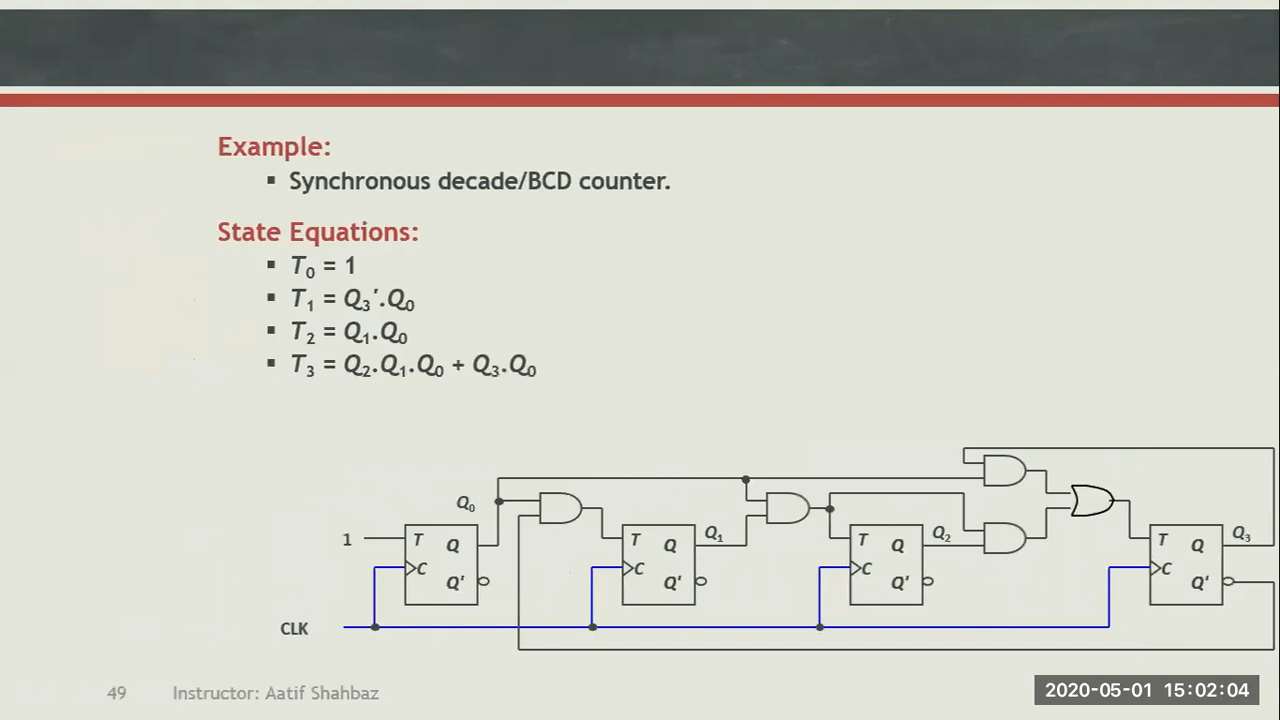 Example:
▪ Synchronous decade/BCD counter.
State Equations:
▪ T₀ = 1
▪ T₁ = Q₃'.Q₀
▪ T₂ = Q₁.Q₀
▪ T₃ = Q₂.Q₁.Q₀ + Q₃.Q₀
Q₀
1 T Q C Q'
Q₁
T Q C Q'
Q₂
T Q C Q'
Q₃
T Q C Q'
CLK
49 Instructor: Aatif Shahbaz
2020-05-01 15:02:04